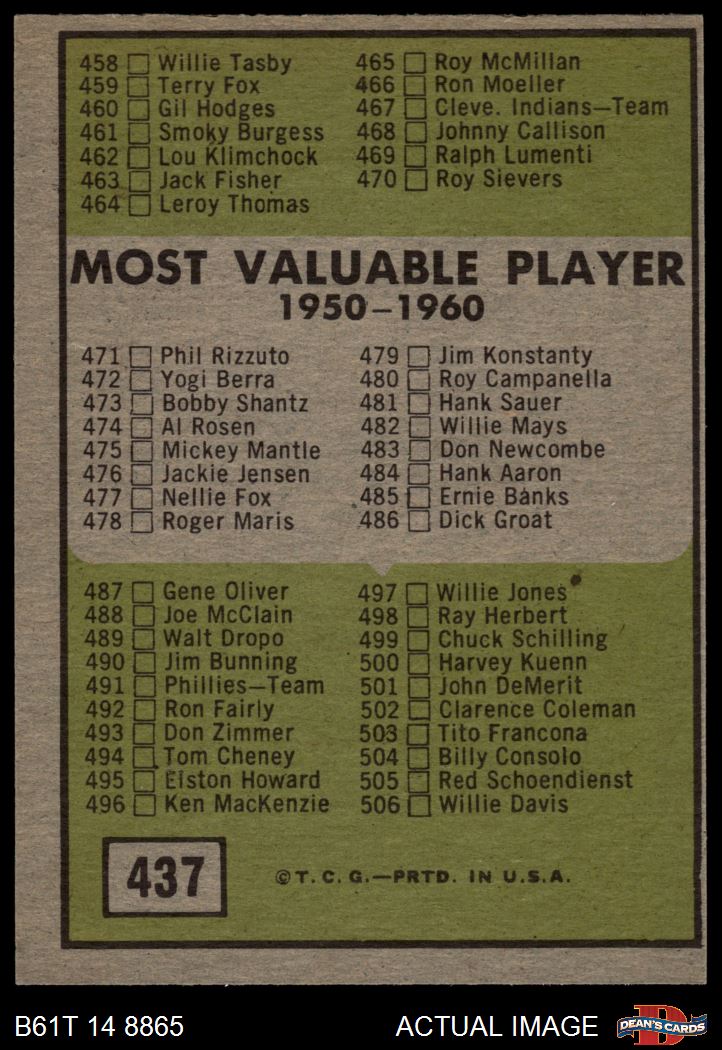 458 Willie Tasby
459 Terry Fox
460 Gil Hodges
461 Smoky Burgess
462 Lou Klimchock
463 Jack Fisher
464 Leroy Thomas
465 Roy McMillan
466 Ron Moeller
467 Cleve. Indians—Team
468 Johnny Callison
469 Ralph Lumenti
470 Roy Sievers
MOST VALUABLE PLAYER
1950—1960
471 Phil Rizzuto
472 Yogi Berra
473 Bobby Shantz
474 Al Rosen
475 Mickey Mantle
476 Jackie Jensen
477 Nellie Fox
478 Roger Maris
479 Jim Konstanty
480 Roy Campanella
481 Hank Sauer
482 Willie Mays
483 Don Newcombe
484 Hank Aaron
485 Ernie Banks
486 Dick Groat
487 Gene Oliver
488 Joe McClain
489 Walt Dropo
490 Jim Bunning
491 Phillies—Team
492 Ron Fairly
493 Don Zimmer
494 Tom Cheney
495 Elston Howard
496 Ken MacKenzie
497 Willie Jones
498 Ray Herbert
499 Chuck Schilling
500 Harvey Kuenn
501 John DeMerit
502 Clarence Coleman
503 Tito Francona
504 Billy Consolo
505 Red Schoendienst
506 Willie Davis
437
©T. C. G.—PRTD. IN U.S.A.
B61T 14 8865
ACTUAL IMAGE
D
DEAN'S CARDS